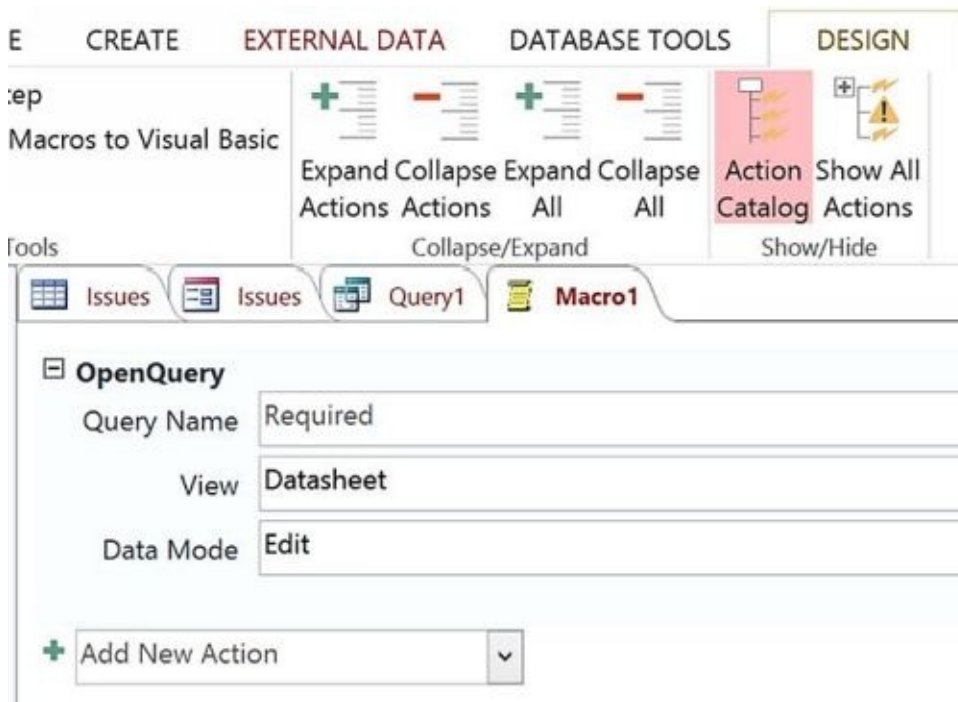 E CREATE EXTERNAL DATA DATABASE TOOLS DESIGN
tep
Macros to Visual Basic
Expand Collapse Expand Collapse Action Show All
Actions Actions All All Catalog Actions
Tools Collapse/Expand Show/Hide
Issues Issues Query1 Macro1
OpenQuery
Query Name Required
View Datasheet
Data Mode Edit
Add New Action